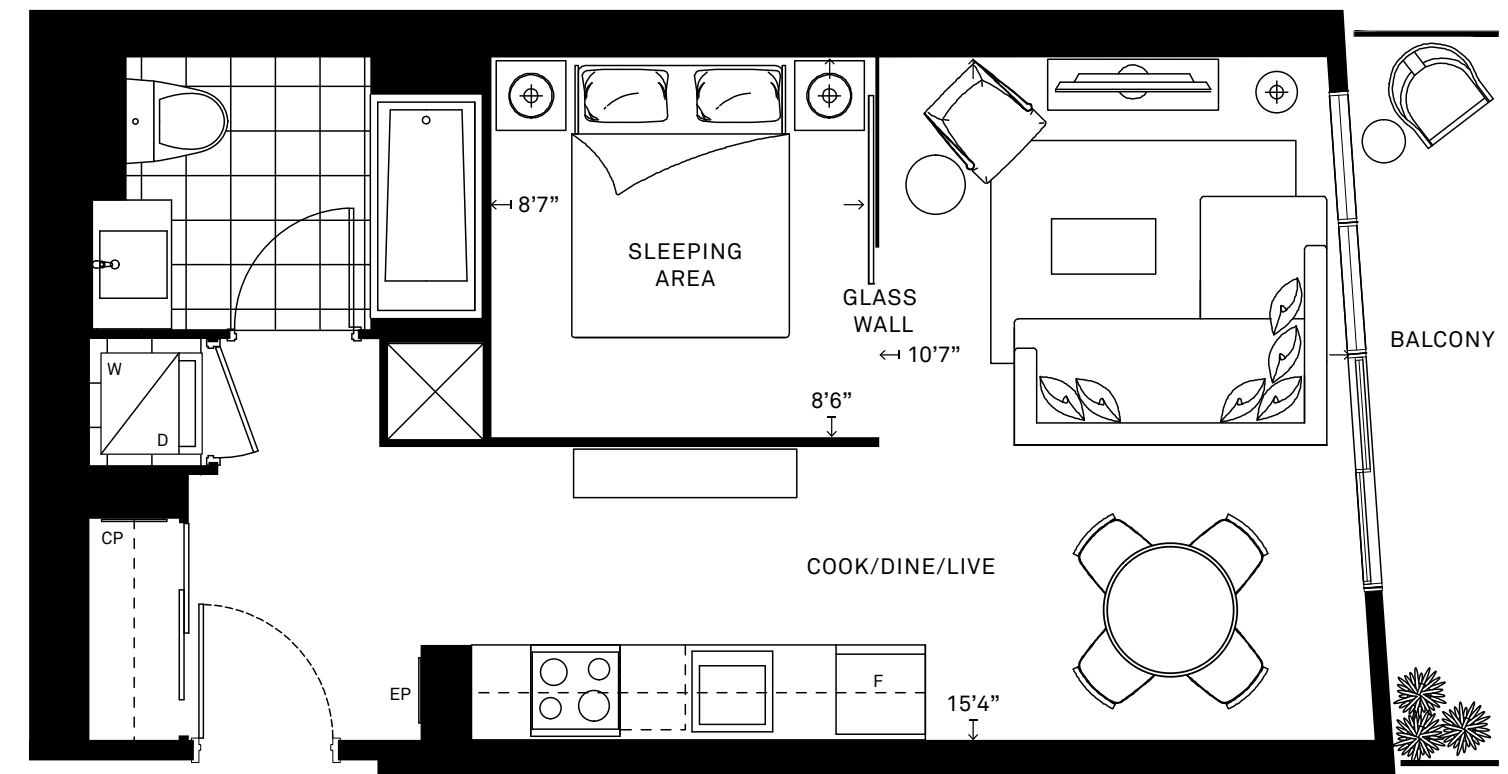 8’7”
SLEEPING
AREA
GLASS
WALL
10’7”
BALCONY
W
D
8’6”
CP
COOK/DINE/LIVE
EP
F
15’4”